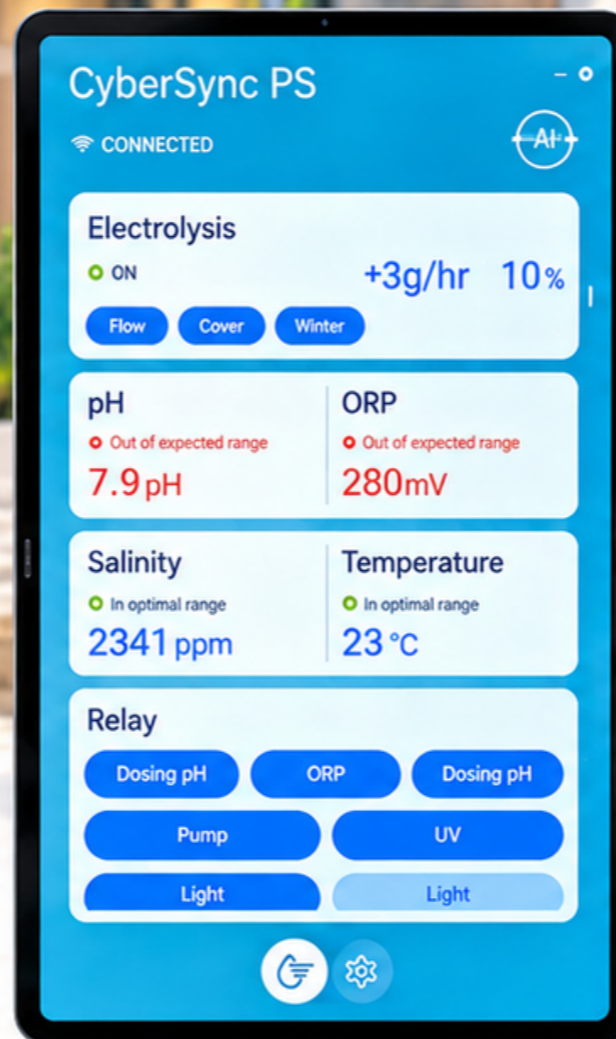 CyberSync PS
CONNECTED
AI
Electrolysis
ON
+3g/hr 10%
Flow Cover Winter
pH
Out of expected range
7.9 pH
ORP
Out of expected range
280mV
Salinity
In optimal range
2341 ppm
Temperature
In optimal range
23 °C
Relay
Dosing pH ORP Dosing pH
Pump UV
Light Light